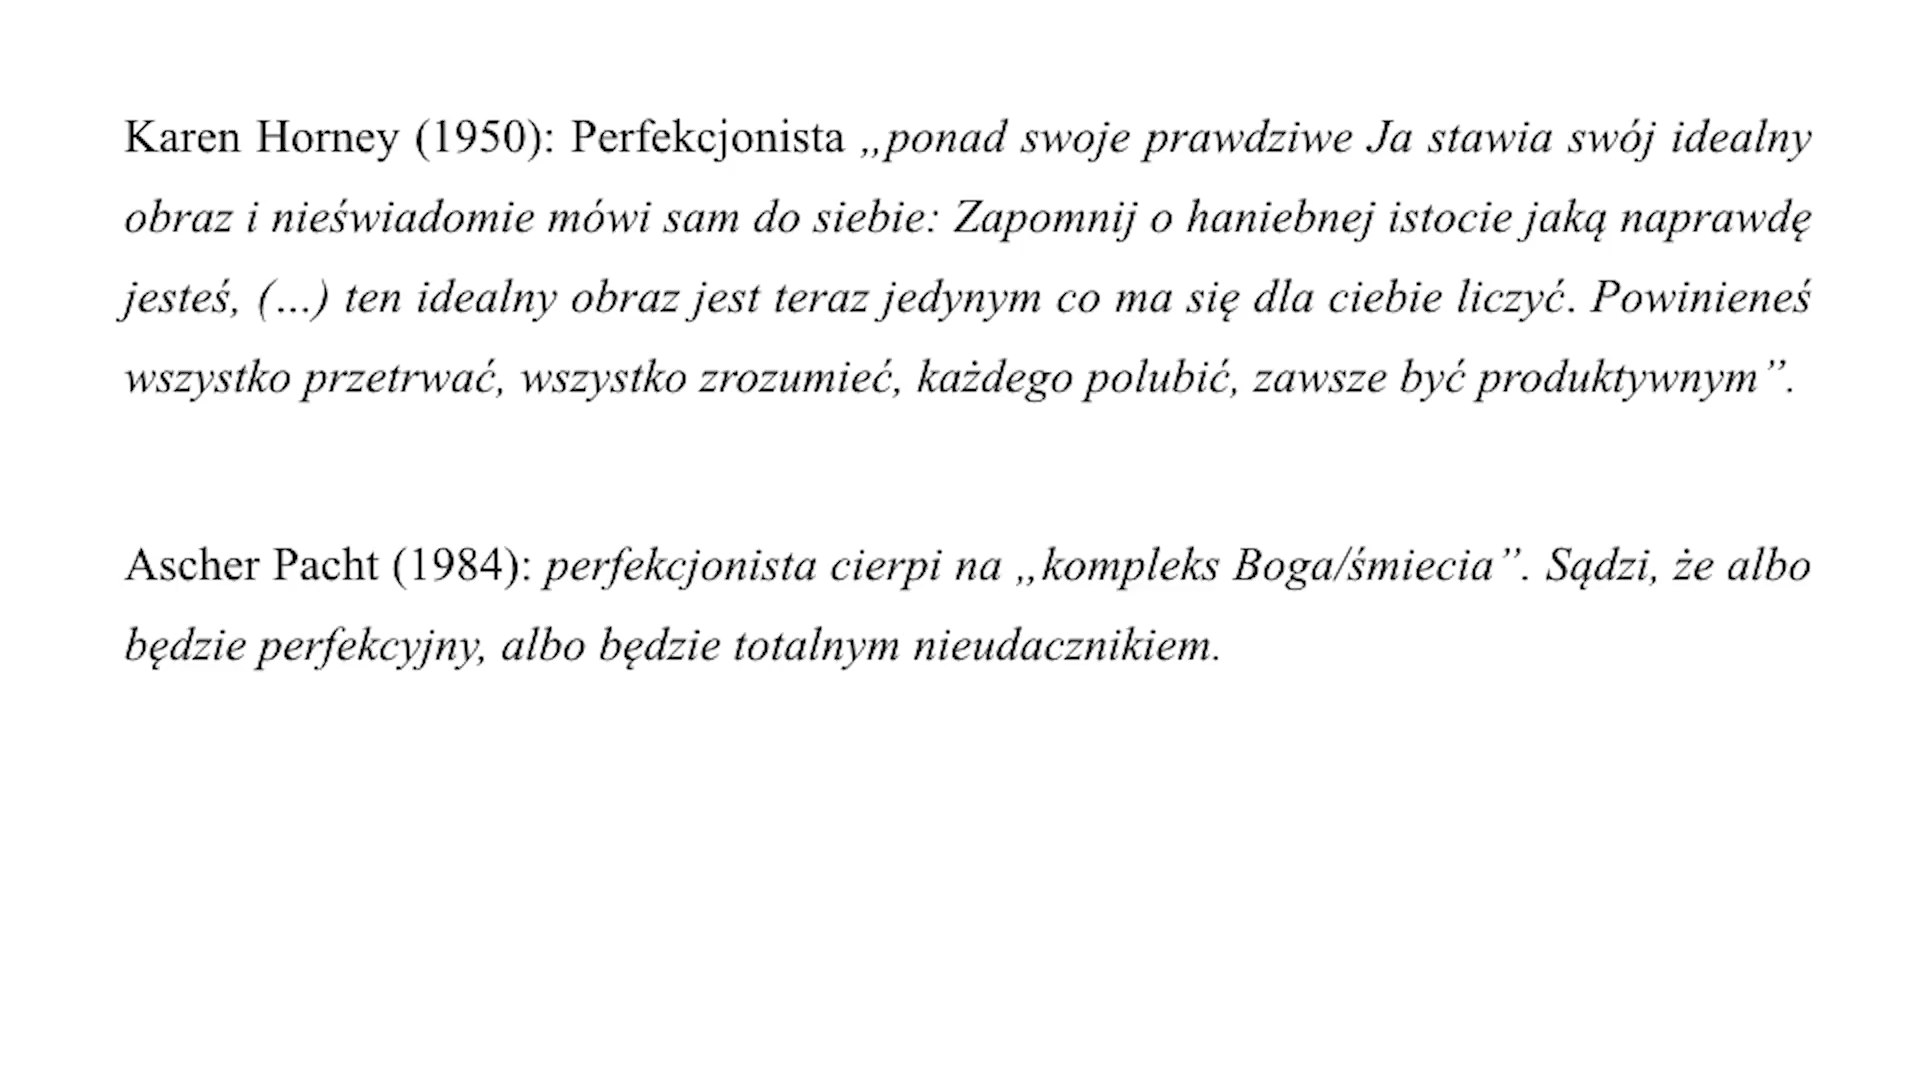 Karen Horney (1950): Perfekcjonista „ponad swoje prawdziwe Ja stawia swój idealny
obraz i nieświadomie mówi sam do siebie: Zapomnij o haniebnej istocie jaką naprawdę
jesteś, (...) ten idealny obraz jest teraz jedynym co ma się dla ciebie liczyć. Powinieneś
wszystko przetrwać, wszystko zrozumieć, każdego polubić, zawsze być produktywnym”.
Ascher Pacht (1984): perfekcjonista cierpi na „kompleks Boga/śmiecia”. Sądzi, że albo
będzie perfekcyjny, albo będzie totalnym nieudacznikiem.